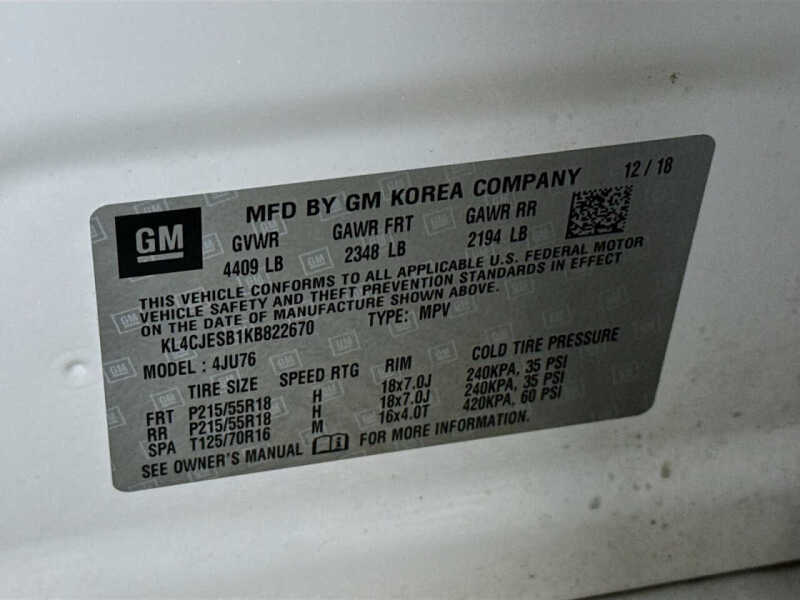 GM
MFD BY GM KOREA COMPANY 12/18
GVWR GAWR FRT GAWR RR
4409 LB 2348 LB 2194 LB
THIS VEHICLE CONFORMS TO ALL APPLICABLE U.S. FEDERAL MOTOR
VEHICLE SAFETY AND THEFT PREVENTION STANDARDS IN EFFECT
ON THE DATE OF MANUFACTURE SHOWN ABOVE.
KL4CJESB1KB822670 TYPE: MPV
MODEL : 4JU76
TIRE SIZE SPEED RTG RIM COLD TIRE PRESSURE
FRT P215/55R18 H 18x7.0J 240KPA, 35 PSI
RR P215/55R18 H 18x7.0J 240KPA, 35 PSI
SPA T125/70R16 M 16x4.0T 420KPA, 60 PSI
SEE OWNER'S MANUAL FOR MORE INFORMATION.